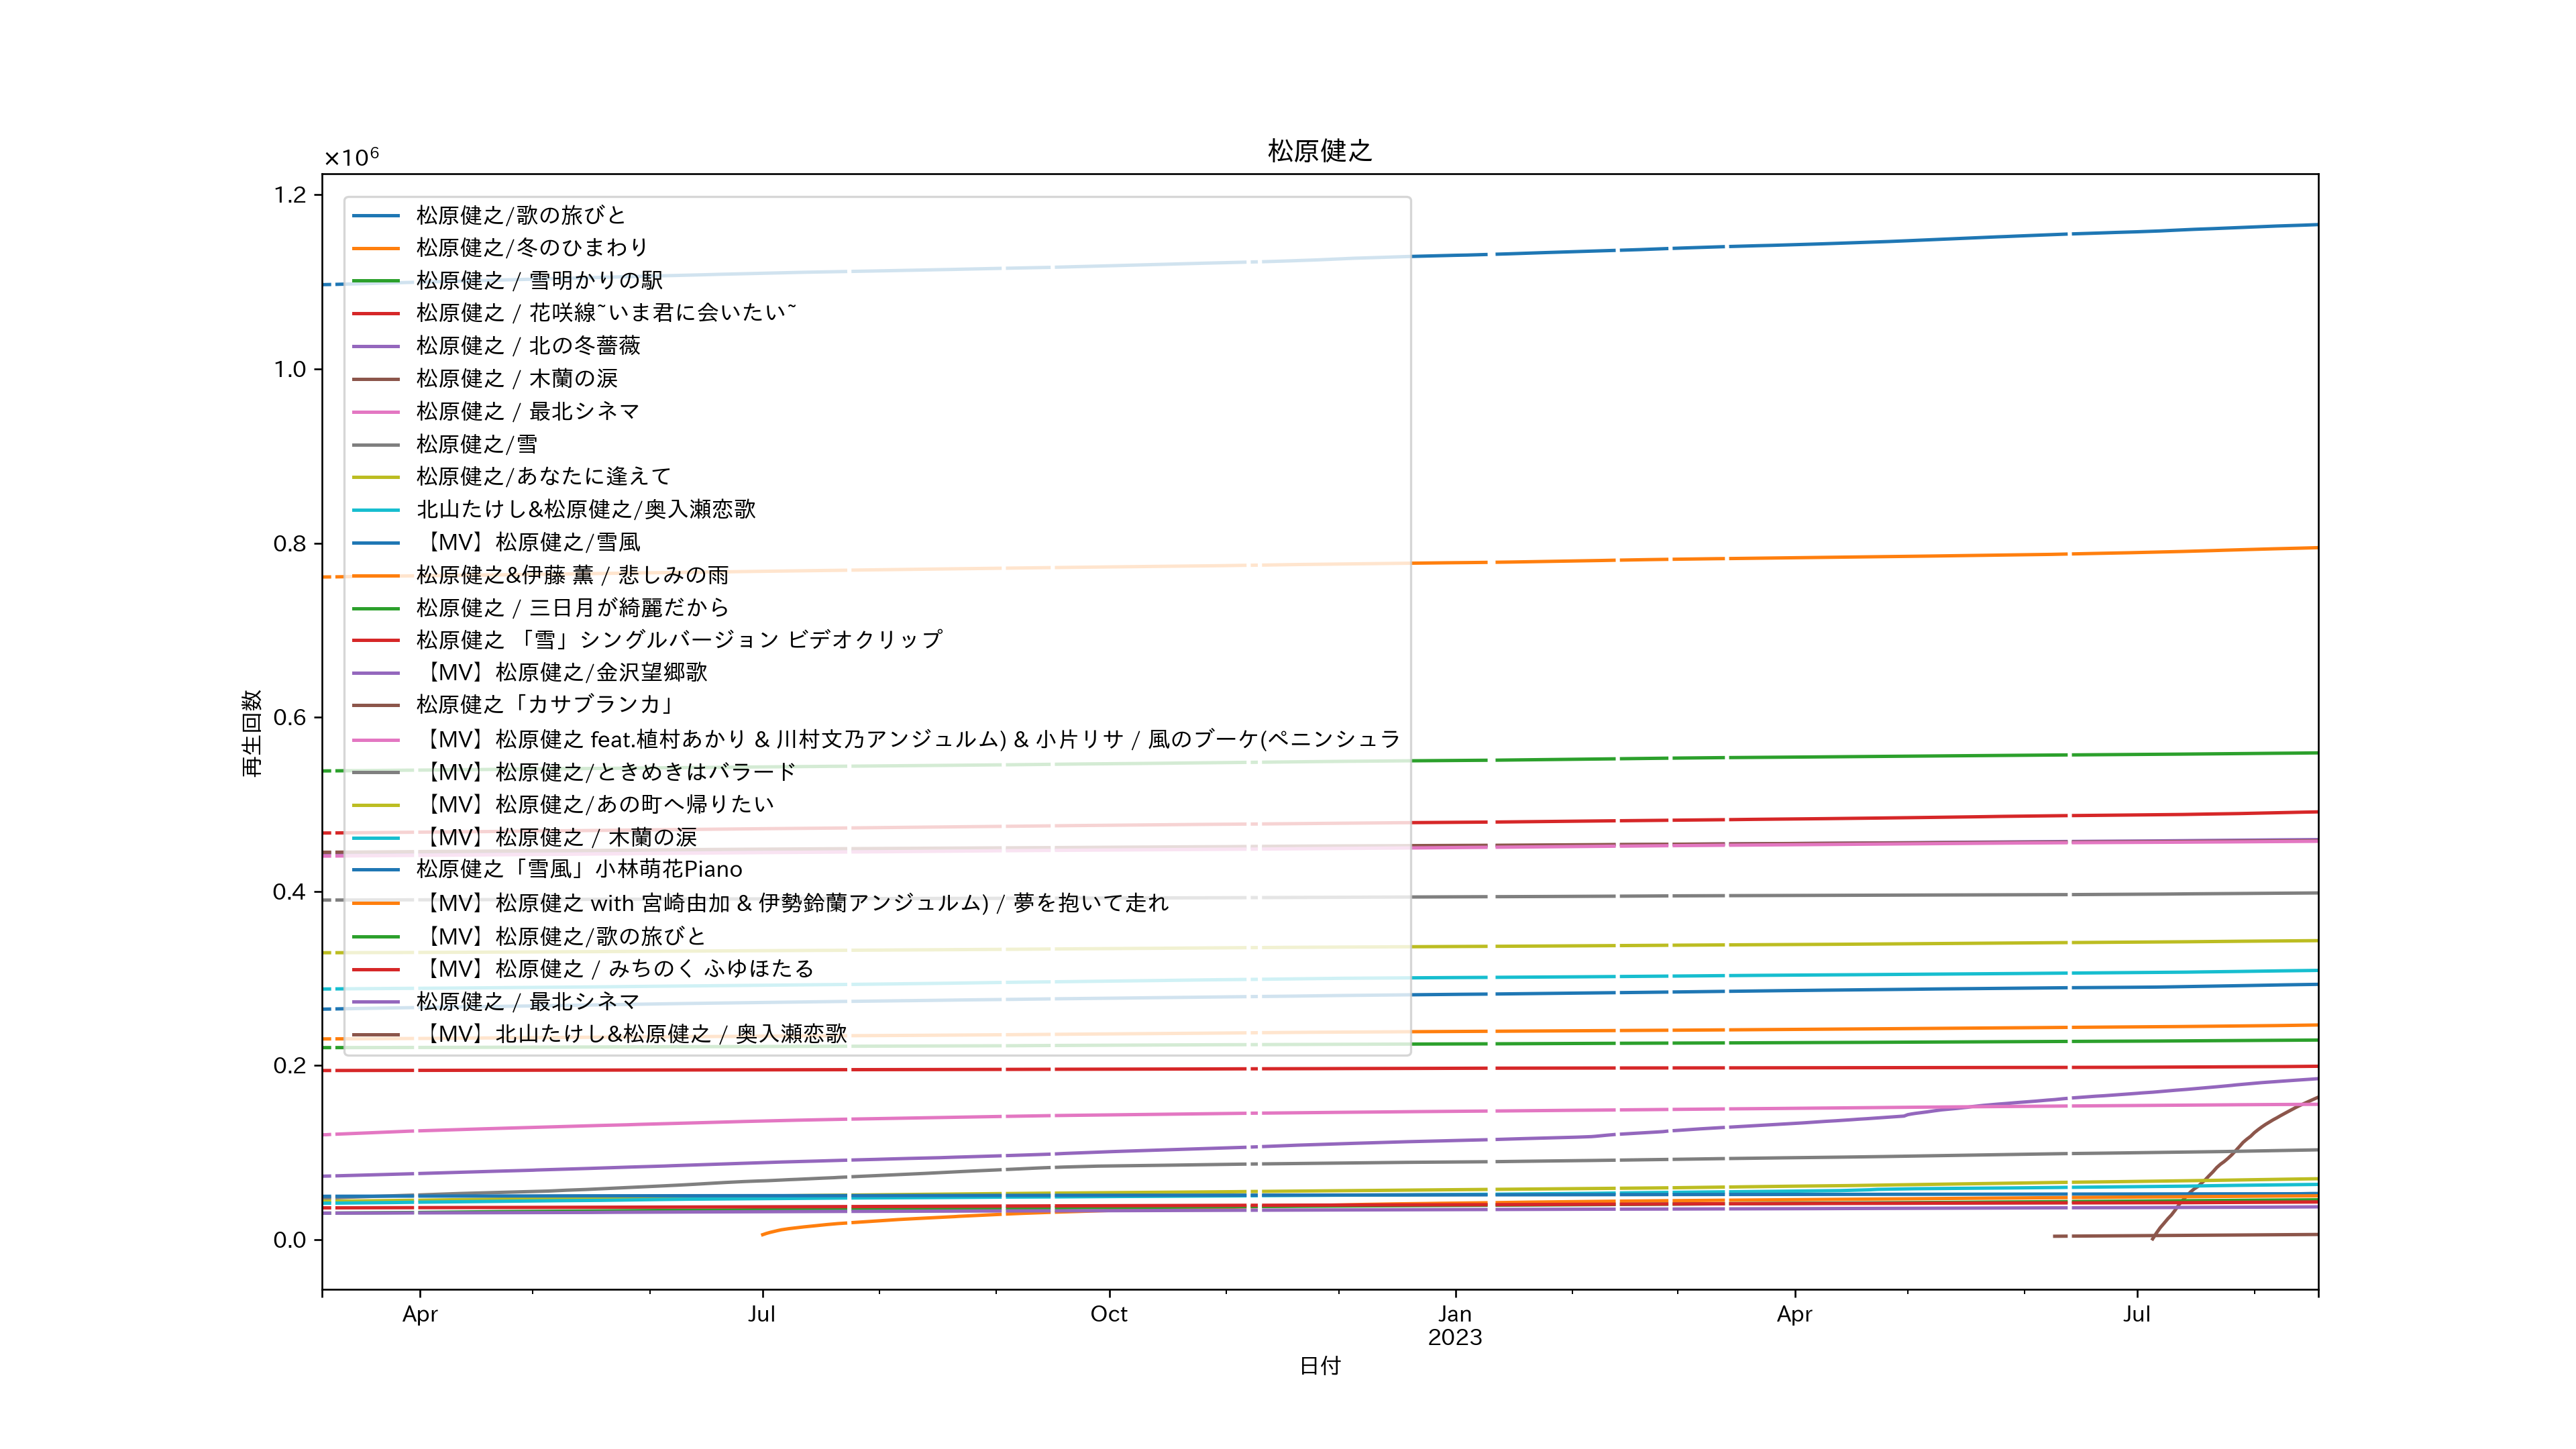 松原健之
×10⁶
1.2
1.0
0.8
0.6
0.4
0.2
0.0
再生回数
松原健之/歌の旅びと
松原健之/冬のひまわり
松原健之 / 雪明かりの駅
松原健之 / 花咲線~いま君に会いたい~
松原健之 / 北の冬薔薇
松原健之 / 木蘭の涙
松原健之 / 最北シネマ
松原健之/雪
松原健之/あなたに逢えて
北山たけし&松原健之/奥入瀬恋歌
【MV】松原健之/雪風
松原健之&伊藤 薫 / 悲しみの雨
松原健之 / 三日月が綺麗だから
松原健之 「雪」シングルバージョン ビデオクリップ
【MV】松原健之/金沢望郷歌
松原健之「カサブランカ」
【MV】松原健之 feat.植村あかり & 川村文乃アンジュルム) & 小片リサ / 風のブーケ(ペニンシュラ
【MV】松原健之/ときめきはバラード
【MV】松原健之/あの町へ帰りたい
【MV】松原健之 / 木蘭の涙
松原健之「雪風」小林萌花Piano
【MV】松原健之 with 宮崎由加 & 伊勢鈴蘭アンジュルム) / 夢を抱いて走れ
【MV】松原健之/歌の旅びと
【MV】松原健之 / みちのく ふゆほたる
松原健之 / 最北シネマ
【MV】北山たけし&松原健之 / 奥入瀬恋歌
Apr
Jul
Oct
Jan
2023
Apr
Jul
日付